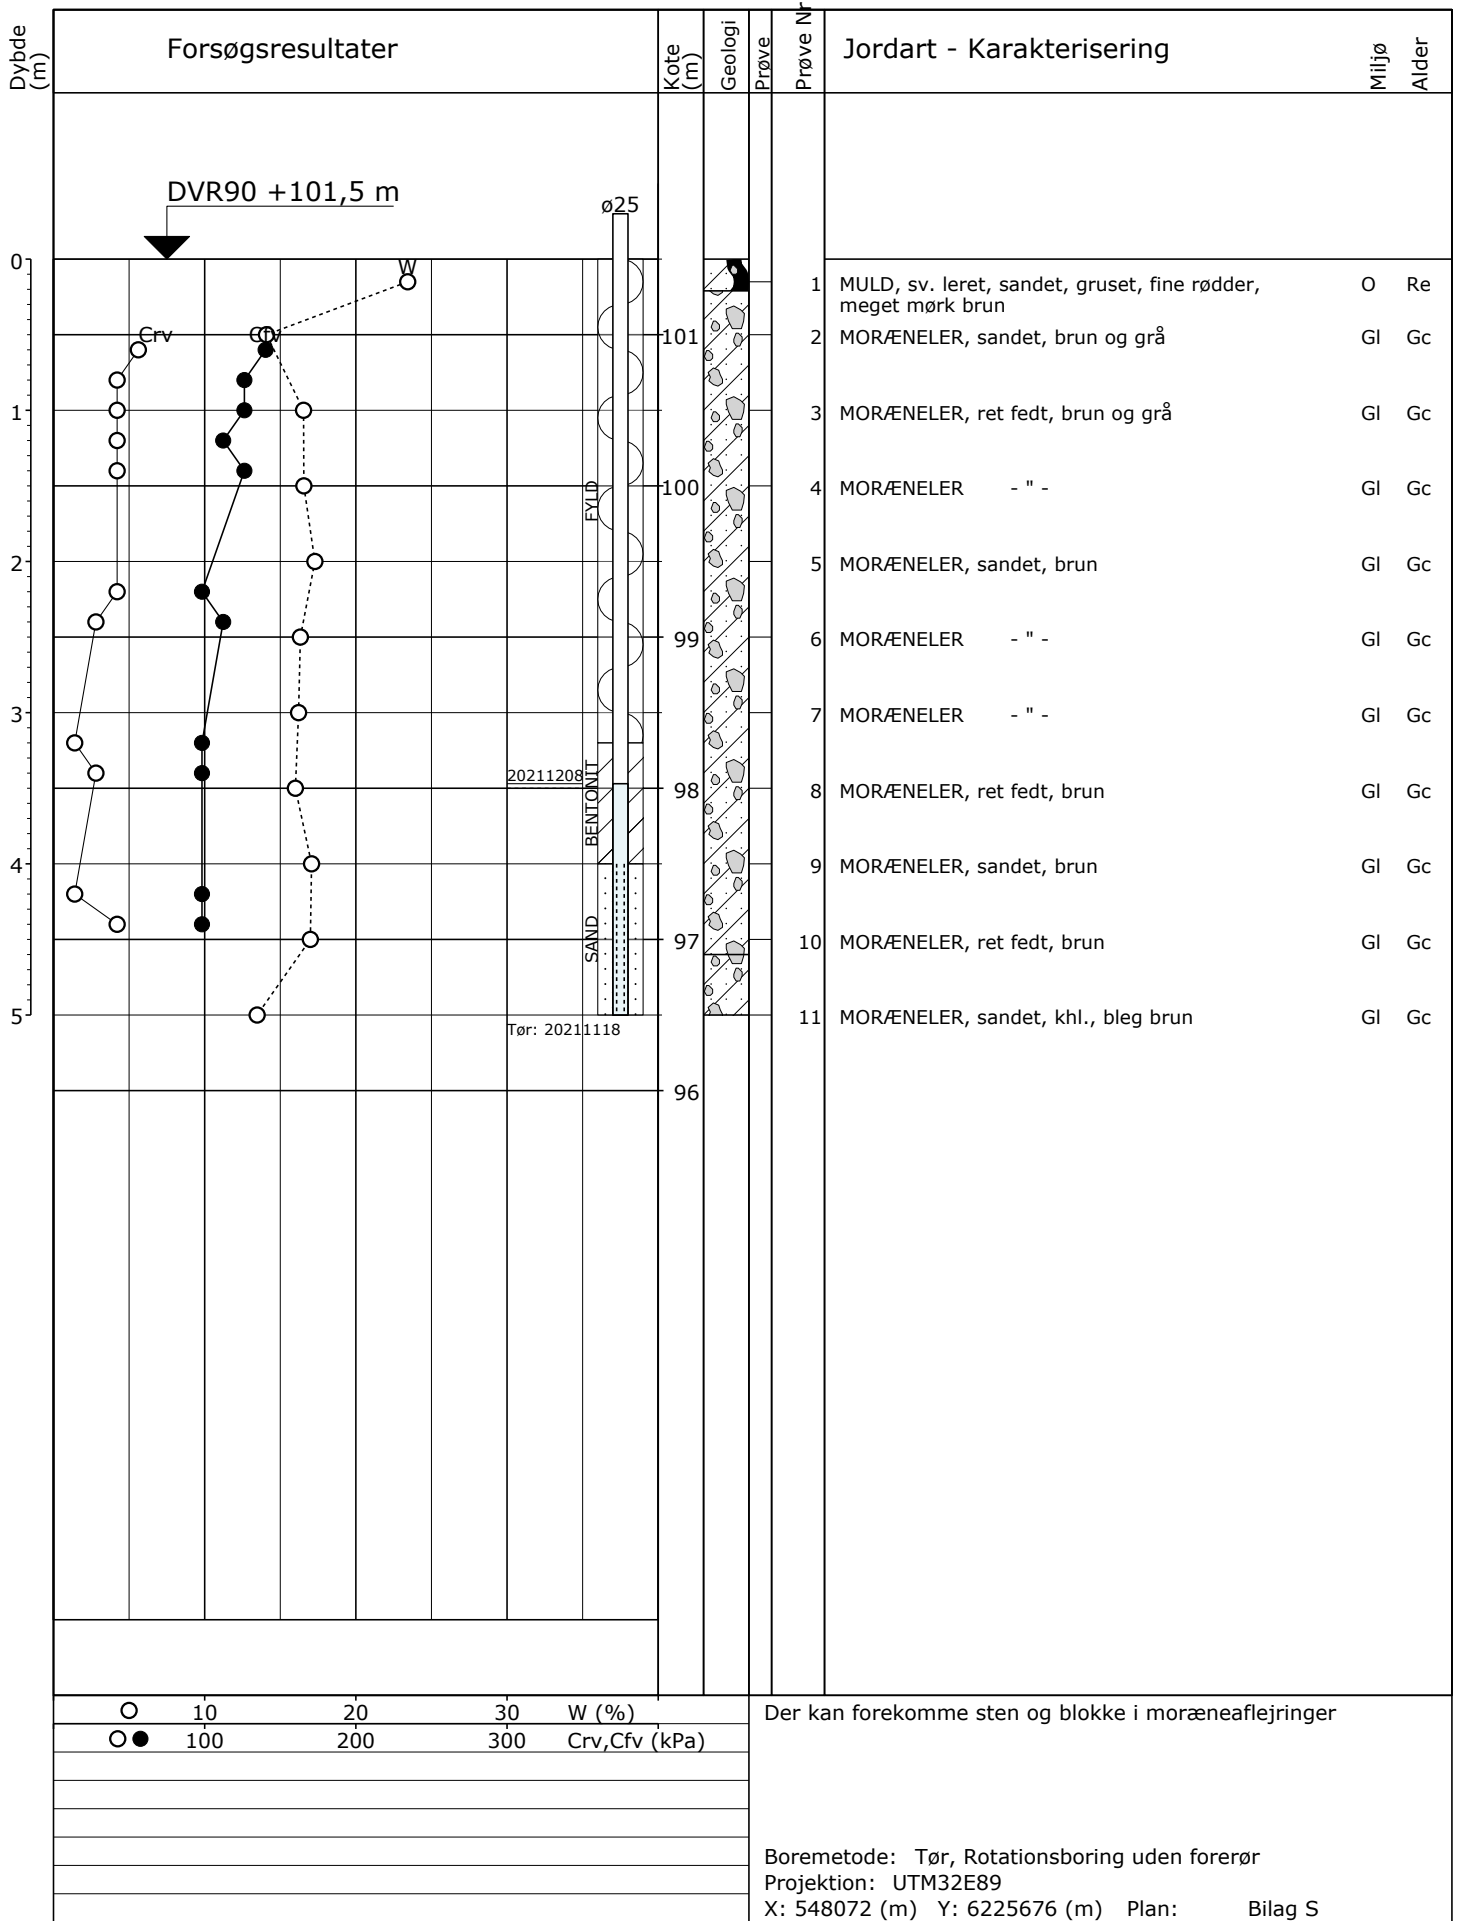 Dybde (m)
Forsøgsresultater
Kote (m)
Geologi
Prøve
Prøve Nr
Jordart - Karakterisering
Miljø
Alder
DVR90 +101,5 m
ø25
0
W
1 MULD, sv. leret, sandet, gruset, fine rødder, O Re
meget mørk brun
Crv
Cfv
101
2 MORÆNELER, sandet, brun og grå Gl Gc
1
3 MORÆNELER, ret fedt, brun og grå Gl Gc
FYLD
100
4 MORÆNELER - " - Gl Gc
2
5 MORÆNELER, sandet, brun Gl Gc
99
6 MORÆNELER - " - Gl Gc
3
7 MORÆNELER - " - Gl Gc
20211208
BENTONIT
98
8 MORÆNELER, ret fedt, brun Gl Gc
4
9 MORÆNELER, sandet, brun Gl Gc
SAND
97
10 MORÆNELER, ret fedt, brun Gl Gc
5
Tør: 20211118
11 MORÆNELER, sandet, khl., bleg brun Gl Gc
96
10 20 30 W (%)
100 200 300 Crv,Cfv (kPa)
Der kan forekomme sten og blokke i moræneaflejringer
Boremetode: Tør, Rotationsboring uden forerør
Projektion: UTM32E89
X: 548072 (m) Y: 6225676 (m) Plan: Bilag S